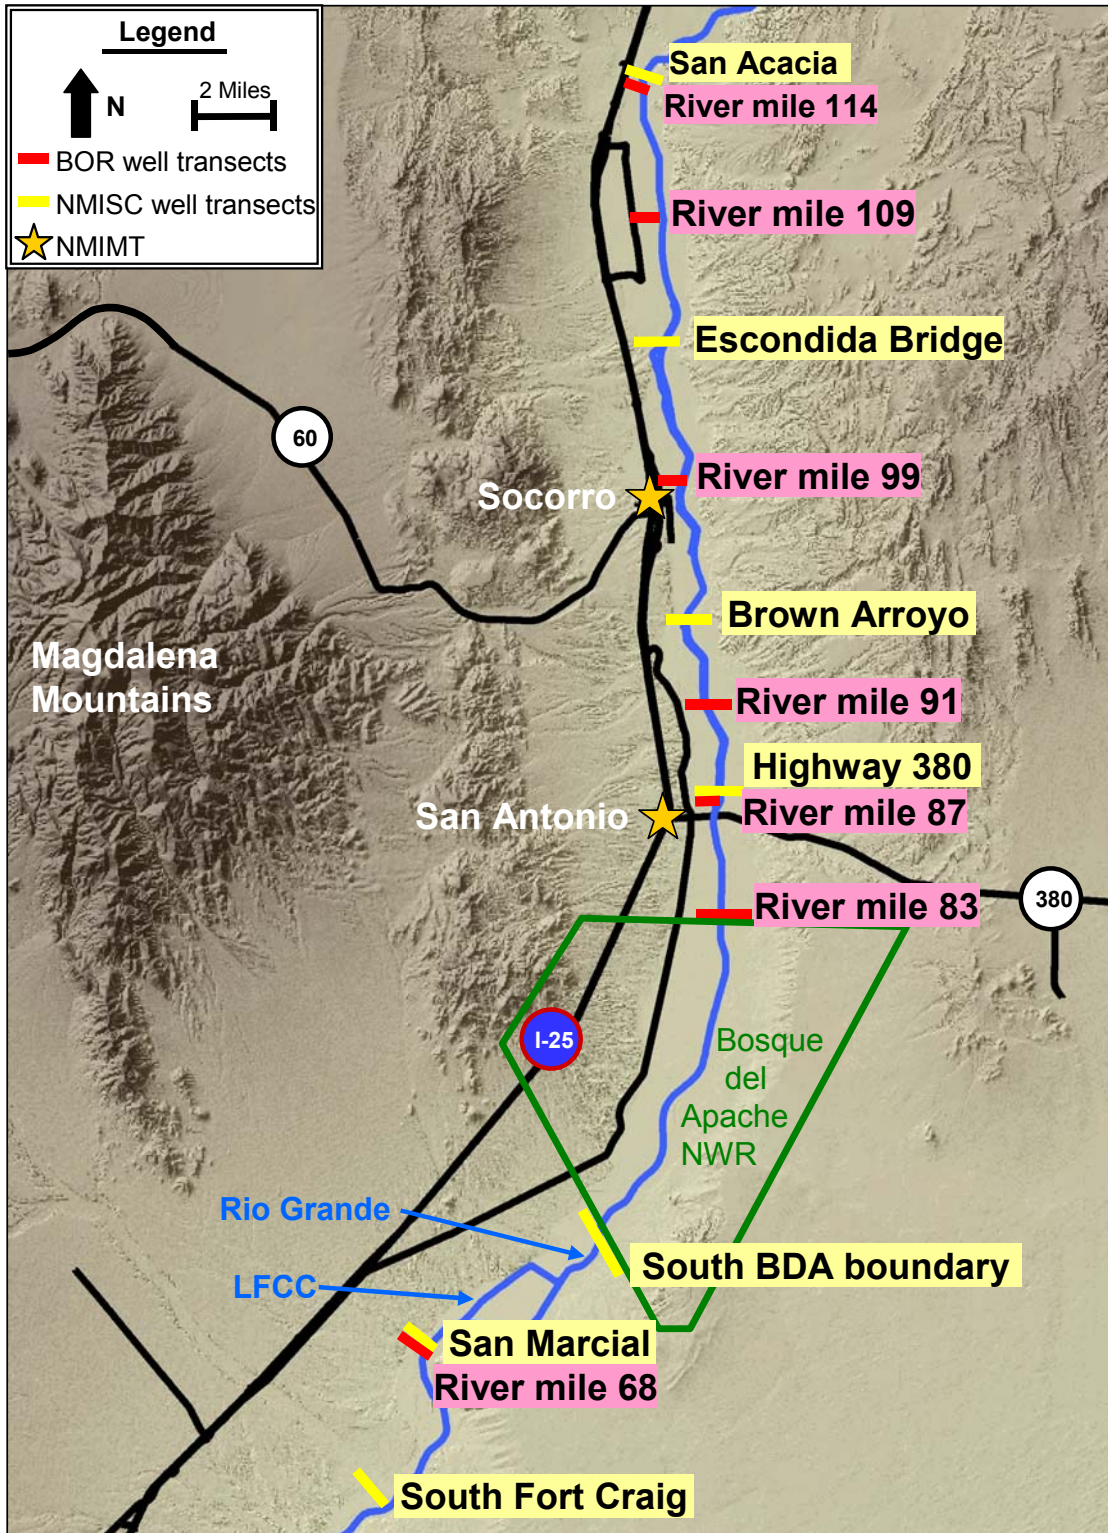 Legend
N
2 Miles
BOR well transects
NMISC well transects
NMIMT
San Acacia
River mile 114
River mile 109
Escondida Bridge
60
River mile 99
Socorro
Brown Arroyo
Magdalena
Mountains
River mile 91
Highway 380
River mile 87
San Antonio
380
River mile 83
I-25
Bosque
del
Apache
NWR
Rio Grande
South BDA boundary
LFCC
San Marcial
River mile 68
South Fort Craig